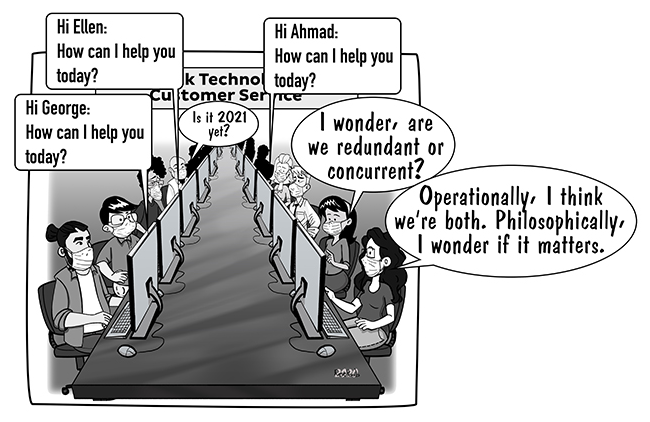 Hi Ellen:
How can I help you
today?
Hi Ahmad:
How can I help you
today?
k Technolo
Customer Service
Hi George:
How can I help you
today?
Is it 2021
yet?
I wonder, are
we redundant or
concurrent?
Operationally, I think
we're both. Philosophically,
I wonder if it matters.
2020